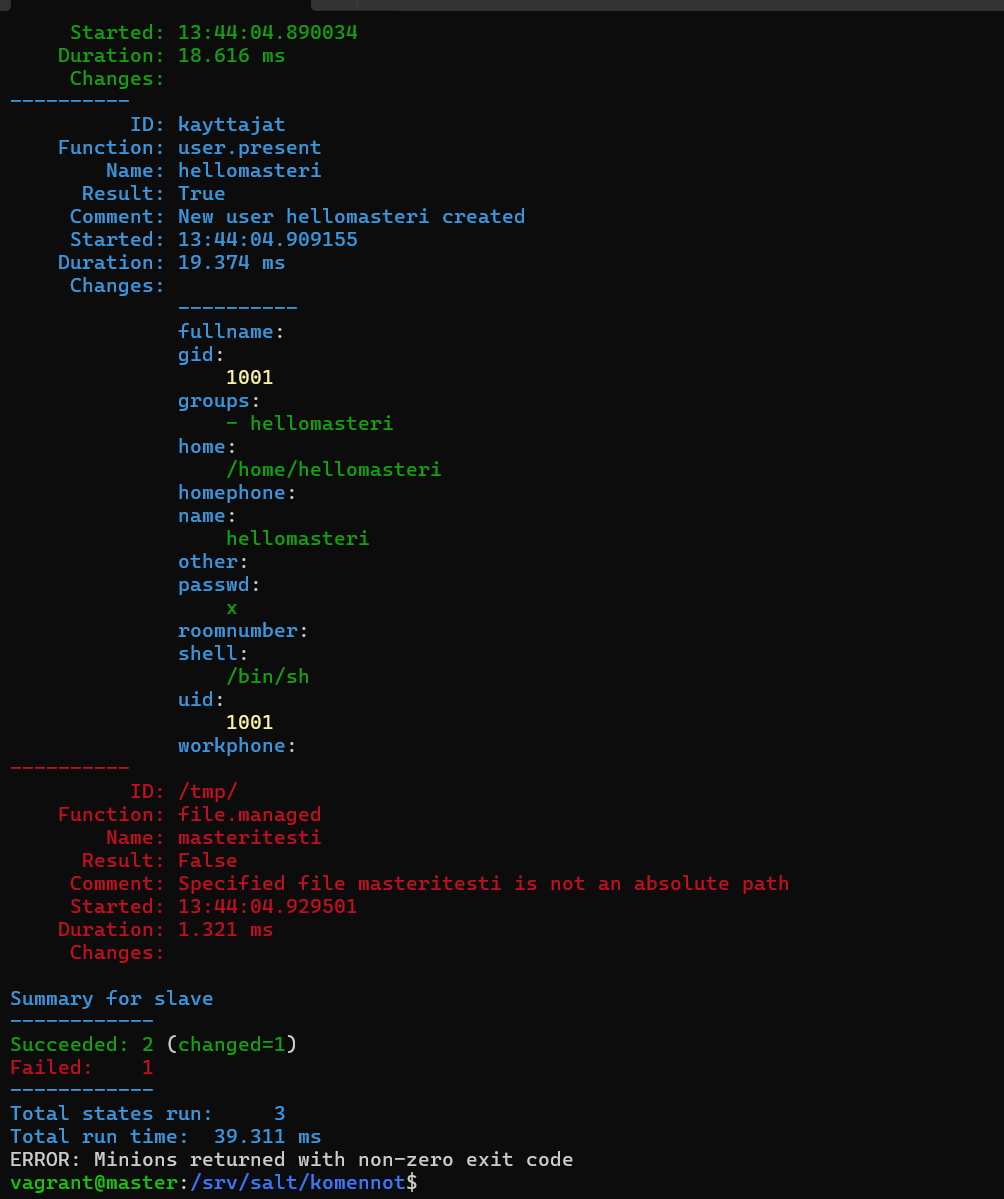 Started: 13:44:04.890034
Duration: 18.616 ms
Changes:
----------
ID: kayttajat
Function: user.present
Name: hellomasteri
Result: True
Comment: New user hellomasteri created
Started: 13:44:04.909155
Duration: 19.374 ms
Changes:
----------
fullname:
gid:
1001
groups:
- hellomasteri
home:
/home/hellomasteri
homephone:
name:
hellomasteri
other:
passwd:
x
roomnumber:
shell:
/bin/sh
uid:
1001
workphone:
----------
ID: /tmp/
Function: file.managed
Name: masteritesti
Result: False
Comment: Specified file masteritesti is not an absolute path
Started: 13:44:04.929501
Duration: 1.321 ms
Changes:
Summary for slave
------------
Succeeded: 2 (changed=1)
Failed:    1
------------
Total states run:     3
Total run time:  39.311 ms
ERROR: Minions returned with non-zero exit code
vagrant@master:/srv/salt/komennot$